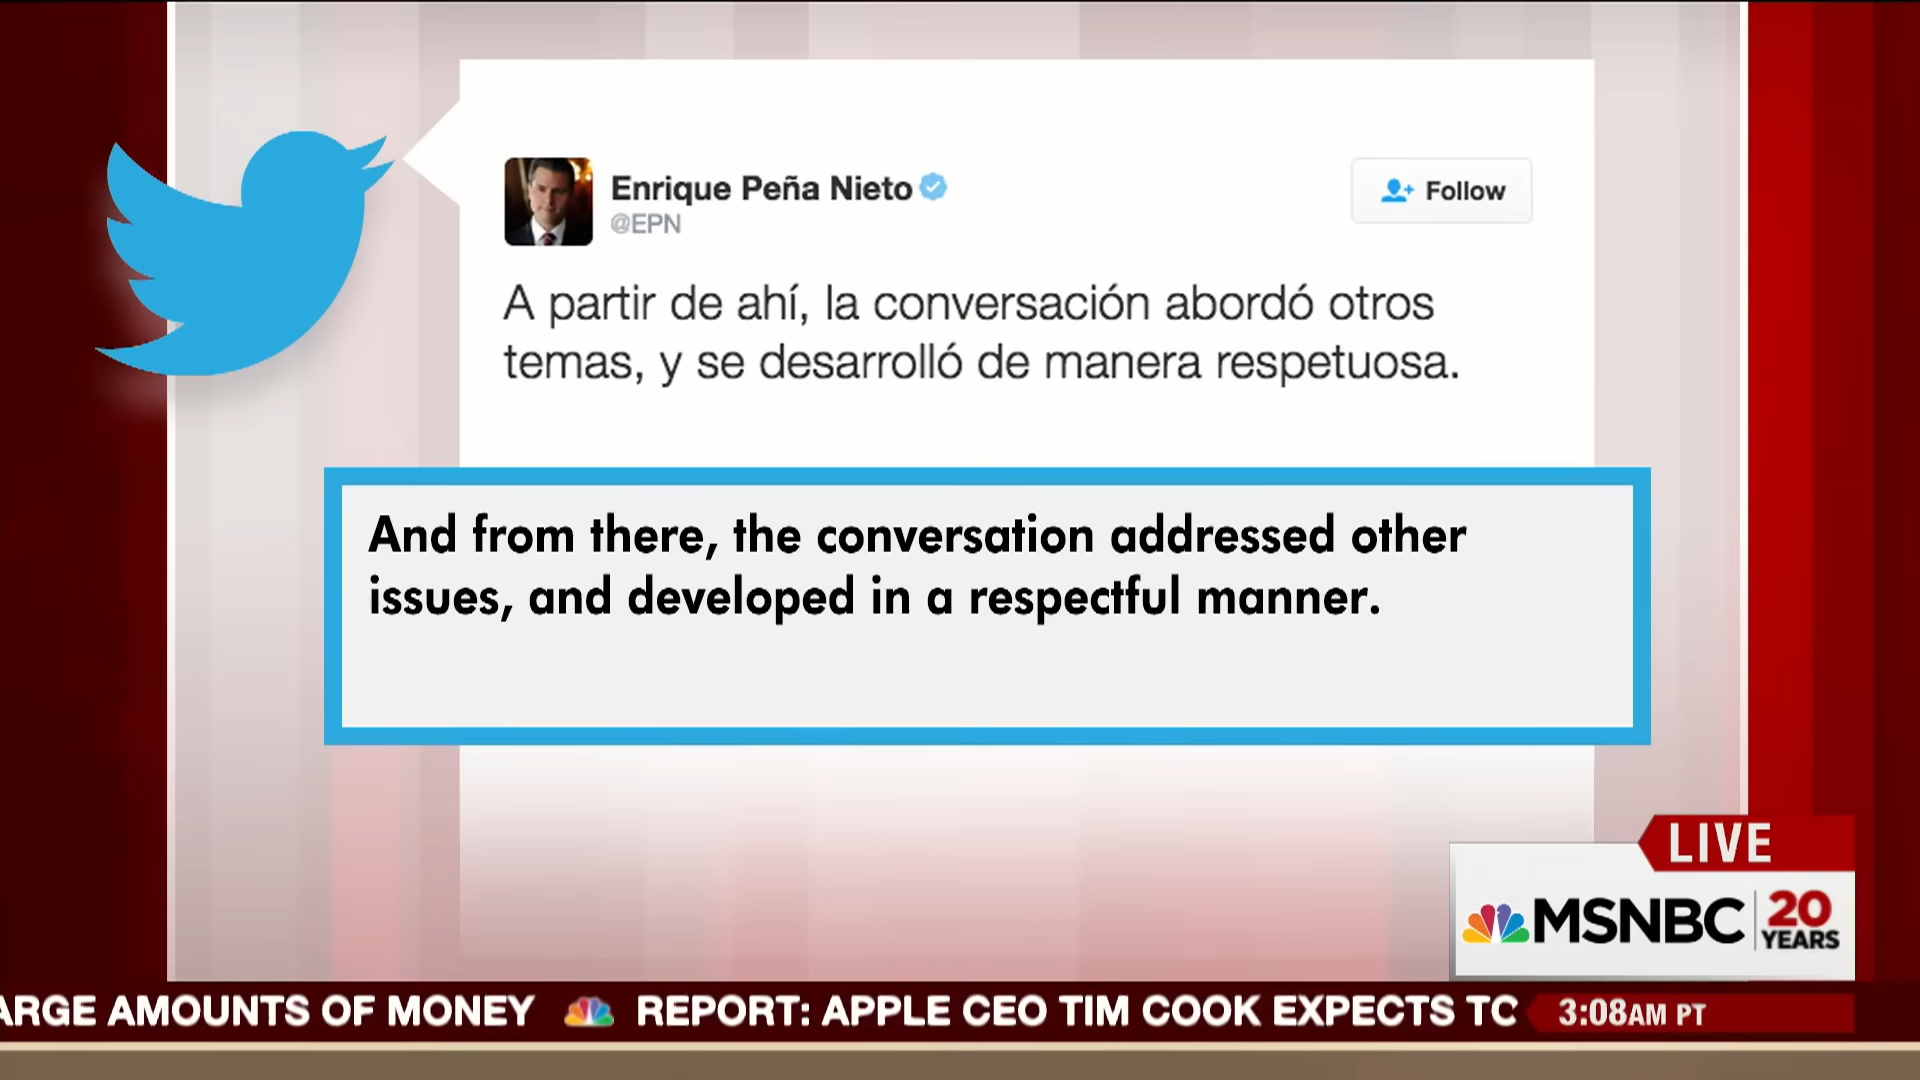 Enrique Peña Nieto
@EPN
Follow
A partir de ahí, la conversación abordó otros
temas, y se desarrolló de manera respetuosa.
And from there, the conversation addressed other
issues, and developed in a respectful manner.
LIVE
MSNBC
20
YEARS
ARGE AMOUNTS OF MONEY REPORT: APPLE CEO TIM COOK EXPECTS TO
3:08AM PT